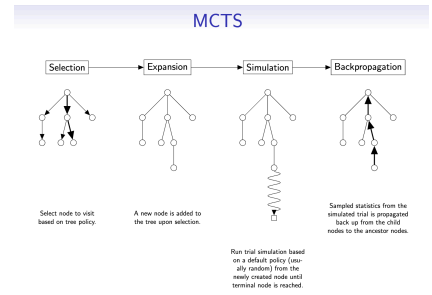 MCTS
Selection
Expansion
Simulation
Backpropagation
Select node to visit
based on tree policy.
A new node is added to
the tree upon selection.
Run trial simulation based
on a default policy (usu-
ally random) from the
newly created node until
terminal node is reached.
Sampled statistics from the
simulated trial is propagated
back up from the child
nodes to the ancestor nodes.